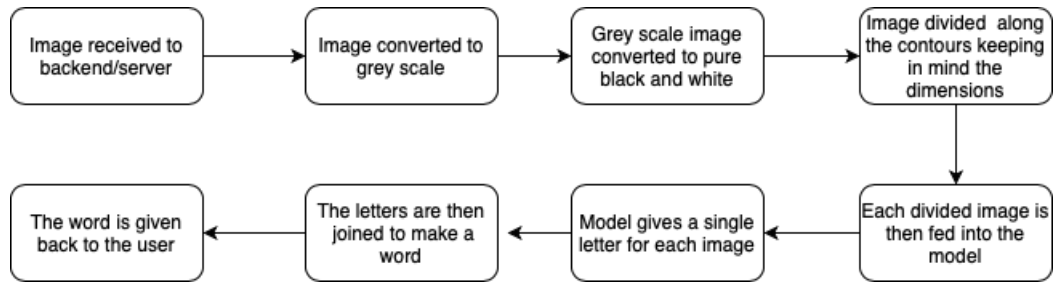 Image received to
backend/server
Image converted to
grey scale
Grey scale image
converted to pure
black and white
Image divided along
the contours keeping
in mind the
dimensions
Each divided image is
then fed into the
model
Model gives a single
letter for each image
The letters are then
joined to make a
word
The word is given
back to the user